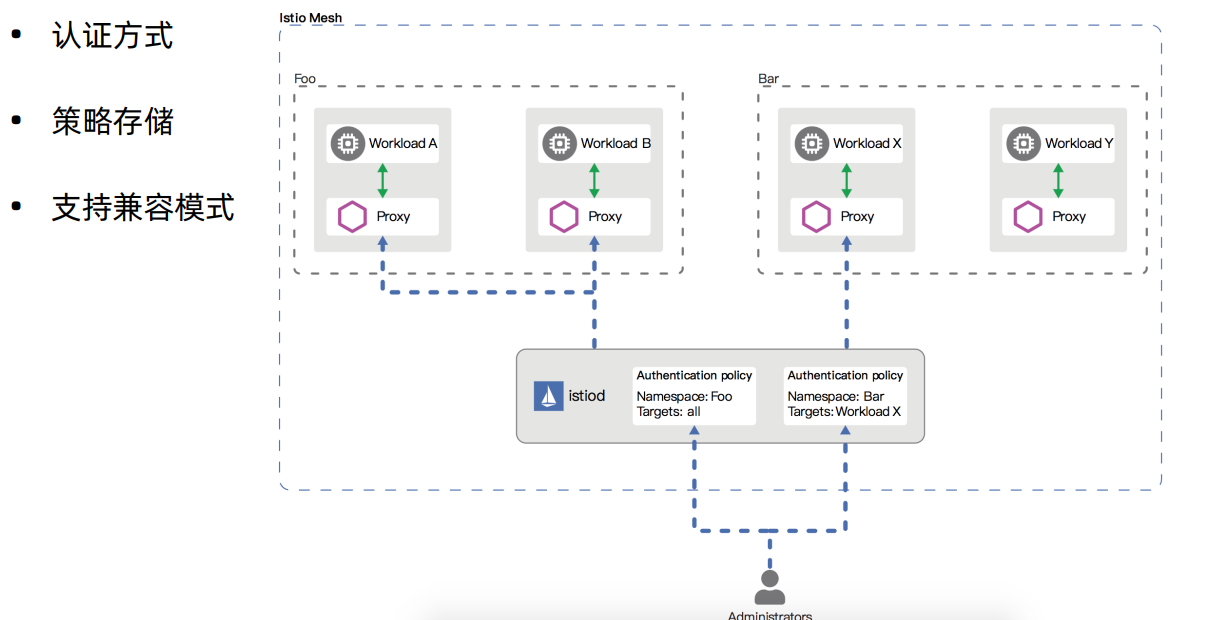 认证方式
策略存储
支持兼容模式
Istio Mesh
Foo
Bar
Workload A
Workload B
Workload X
Workload Y
Proxy
Proxy
Proxy
Proxy
istiod
Authentication policy
Namespace: Foo
Targets: all
Authentication policy
Namespace: Bar
Targets: Workload X
Administrators